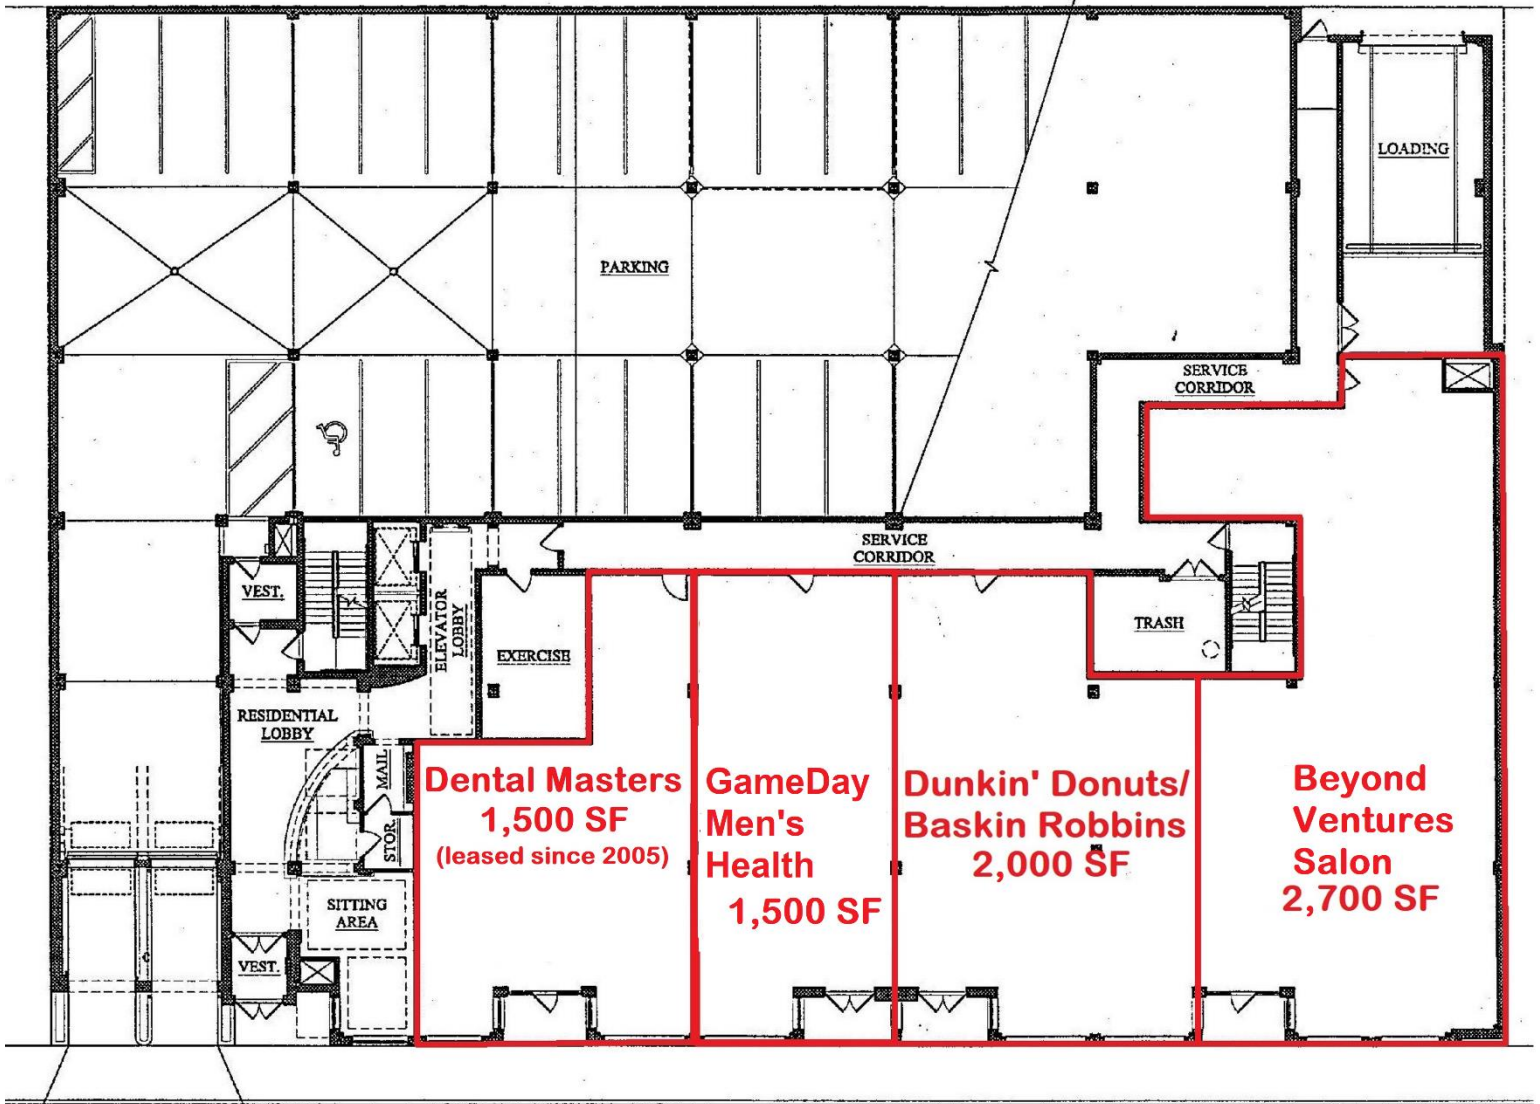 LOADING
PARKING
SERVICE
CORRIDOR
SERVICE
CORRIDOR
VEST.
ELEVATOR
LOBBY
EXERCISE
TRASH
RESIDENTIAL
LOBBY
MAIL
STOR.
SITTING
AREA
VEST.
Dental Masters
1,500 SF
(leased since 2005)
GameDay
Men's
Health
1,500 SF
Dunkin' Donuts/
Baskin Robbins
2,000 SF
Beyond
Ventures
Salon
2,700 SF